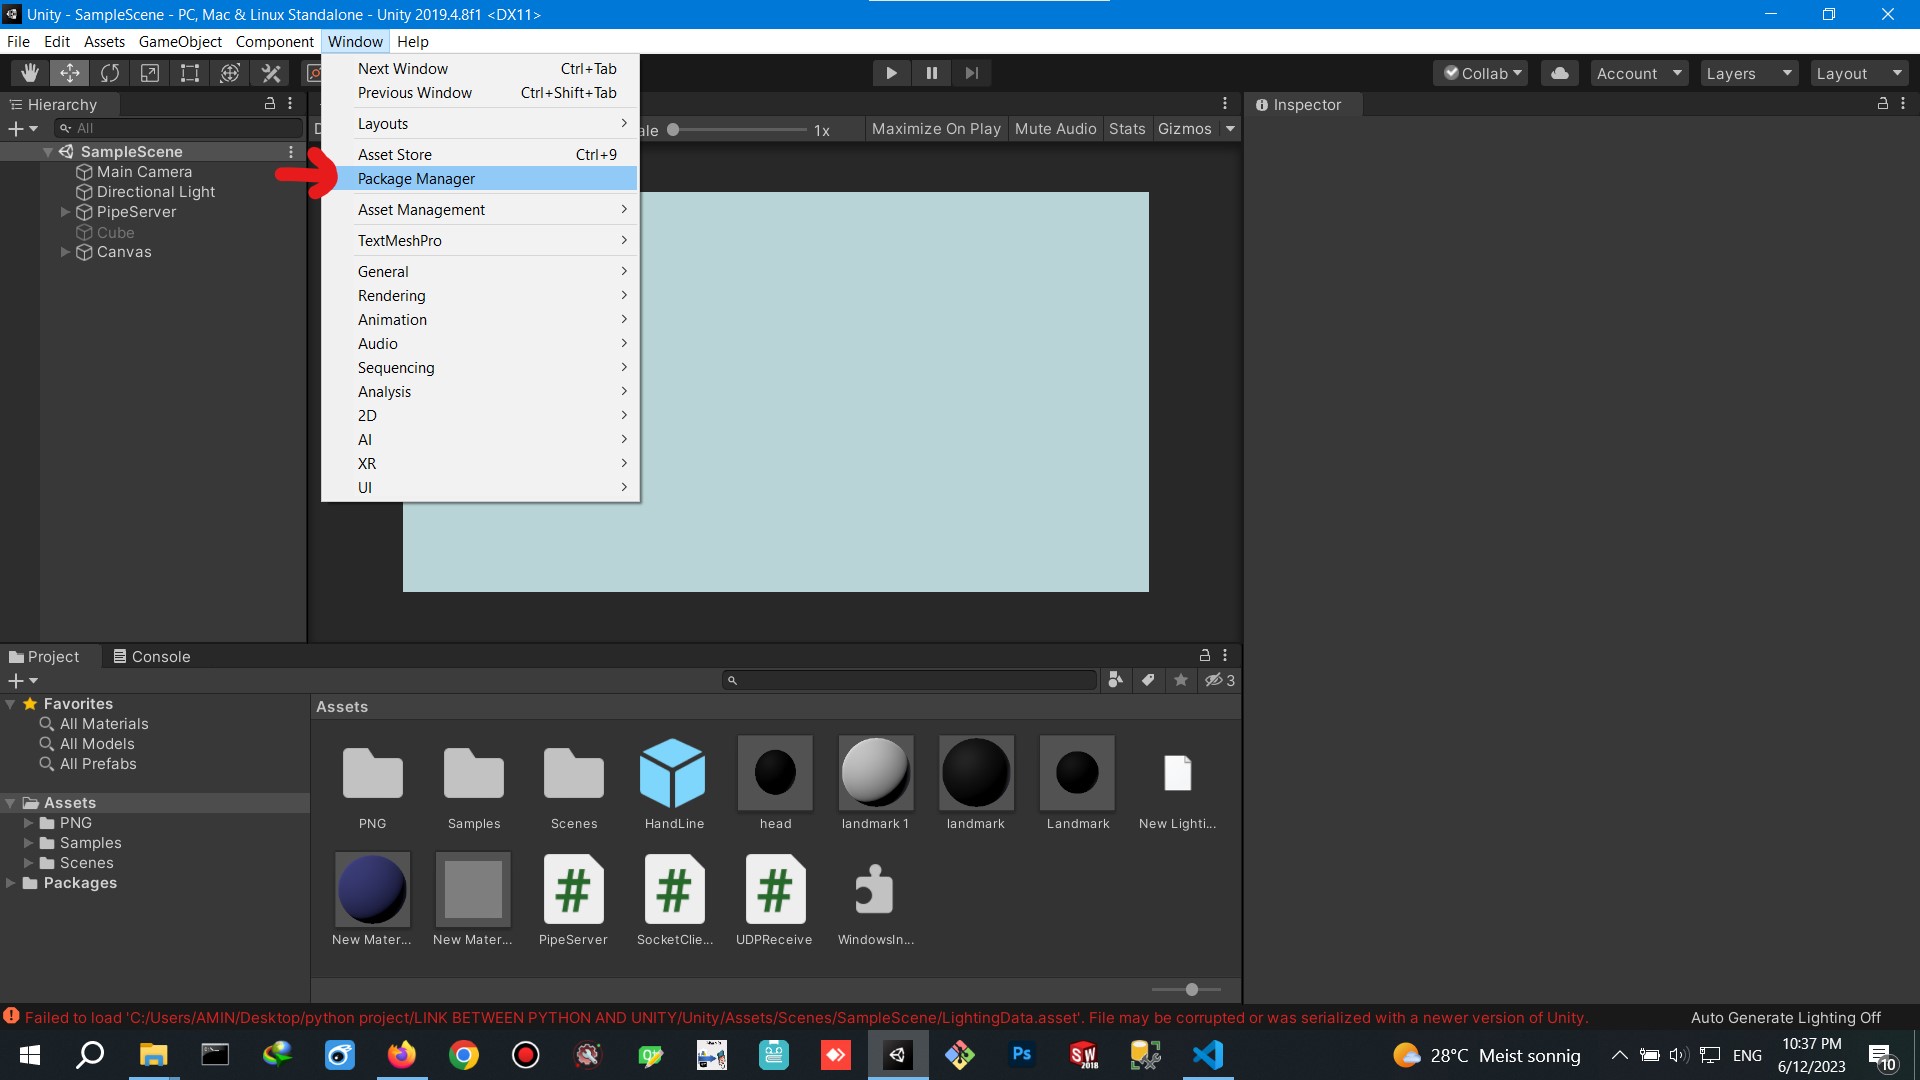 Unity - SampleScene - PC, Mac & Linux Standalone - Unity 2019.4.8f1 <DX11>
File Edit Assets GameObject Component Window Help
Collab Account Layers Layout
Next Window Ctrl+Tab
Previous Window Ctrl+Shift+Tab
Layouts
Asset Store Ctrl+9
Package Manager
Asset Management
TextMeshPro
General
Rendering
Animation
Audio
Sequencing
Analysis
2D
AI
XR
UI
Hierarchy
All
SampleScene
Main Camera
Directional Light
PipeServer
Cube
Canvas
ale 1x Maximize On Play Mute Audio Stats Gizmos
Inspector
Project Console
3
Favorites
All Materials
All Models
All Prefabs
Assets
PNG
Samples
Scenes
Packages
Assets
PNG Samples Scenes HandLine head landmark 1 landmark Landmark New Lighti...
New Mater... New Mater... PipeServer SocketClie... UDPReceive WindowsIn...
Failed to load 'C:/Users/AMIN/Desktop/python project/LINK BETWEEN PYTHON AND UNITY/Unity/Assets/Scenes/SampleScene/LightingData.asset'. File may be corrupted or was serialized with a newer version of Unity.
Auto Generate Lighting Off
Ps
SW
2018
28°C Meist sonnig
ENG
10:37 PM
6/12/2023
10